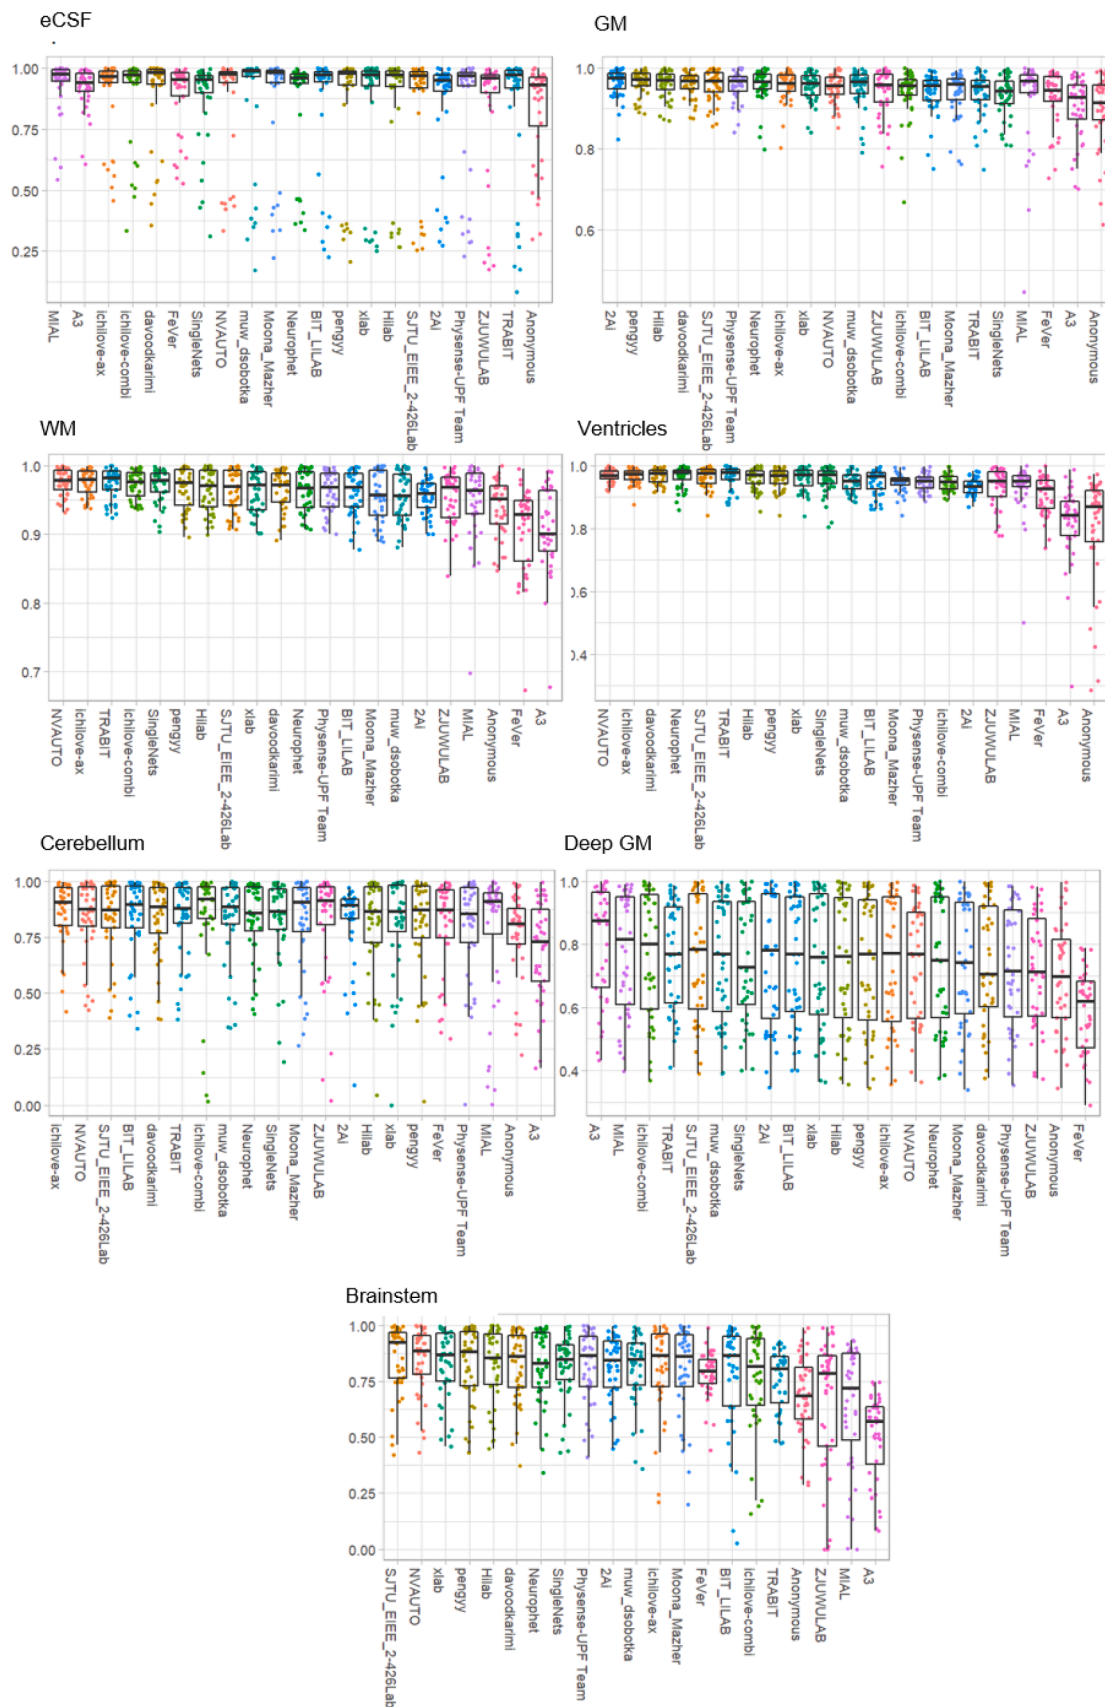 eCSF
1.00
0.75
0.50
0.25
MIAL
A3
ichilove-ax
ichilove-combi
davoodkarimi
FeVer
SingleNets
NVAUTO
muw_dsobotka
Moona_Mazher
Neurophet
BIT_LILAB
pengyy
xlab
Hilab
SJTU_EIEE_2-426Lab
2Ai
Physense-UPF Team
ZJUWULAB
TRABIT
Anonymous
GM
1.0
0.8
0.6
2Ai
pengyy
Hilab
davoodkarimi
SJTU_EIEE_2-426Lab
Physense-UPF Team
Neurophet
ichilove-ax
xlab
NVAUTO
muw_dsobotka
ZJUWULAB
ichilove-combi
BIT_LILAB
Moona_Mazher
TRABIT
SingleNets
MIAL
FeVer
A3
Anonymous
WM
1.0
0.9
0.8
0.7
NVAUTO
ichilove-ax
TRABIT
ichilove-combi
SingleNets
pengyy
Hilab
SJTU_EIEE_2-426Lab
xlab
davoodkarimi
Neurophet
Physense-UPF Team
BIT_LILAB
Moona_Mazher
muw_dsobotka
2Ai
ZJUWULAB
MIAL
Anonymous
FeVer
A3
Ventricles
1.0
0.8
0.6
0.4
NVAUTO
ichilove-ax
davoodkarimi
Neurophet
SJTU_EIEE_2-426Lab
TRABIT
Hilab
pengyy
xlab
SingleNets
muw_dsobotka
BIT_LILAB
Moona_Mazher
Physense-UPF Team
ichilove-combi
2Ai
ZJUWULAB
MIAL
FeVer
A3
Anonymous
Cerebellum
1.00
0.75
0.50
0.25
0.00
ichilove-ax
NVAUTO
SJTU_EIEE_2-426Lab
BIT_LILAB
davoodkarimi
TRABIT
ichilove-combi
muw_dsobotka
Neurophet
SingleNets
Moona_Mazher
ZJUWULAB
2Ai
Hilab
xlab
pengyy
FeVer
Physense-UPF Team
MIAL
Anonymous
A3
Deep GM
1.0
0.8
0.6
0.4
A3
MIAL
ichilove-combi
TRABIT
SJTU_EIEE_2-426Lab
muw_dsobotka
SingleNets
2Ai
BIT_LILAB
xlab
Hilab
pengyy
ichilove-ax
NVAUTO
Neurophet
Moona_Mazher
davoodkarimi
Physense-UPF Team
ZJUWULAB
Anonymous
FeVer
Brainstem
1.00
0.75
0.50
0.25
0.00
SJTU_EIEE_2-426Lab
NVAUTO
xlab
pengyy
Hilab
davoodkarimi
Neurophet
SingleNets
Physense-UPF Team
2Ai
muw_dsobotka
ichilove-ax
Moona_Mazher
FeVer
BIT_LILAB
ichilove-combi
TRABIT
Anonymous
ZJUWULAB
MIAL
A3